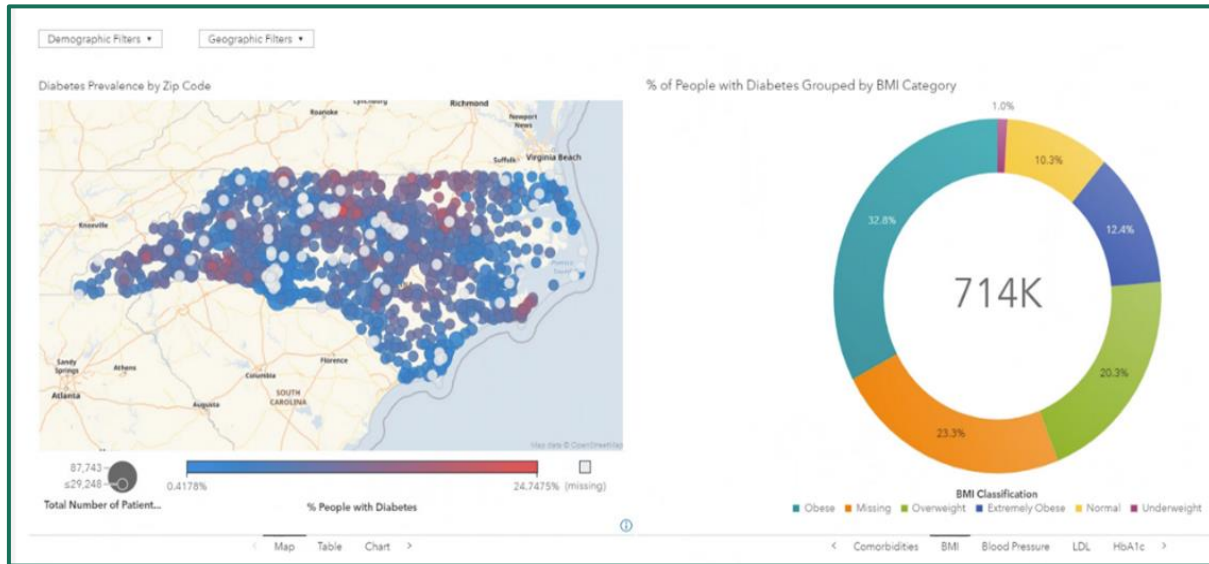 Demographic Filters ▾
Geographic Filters ▾
Diabetes Prevalence by Zip Code
Roanoke
Lynchburg
Richmond
Newport
News
Suffolk
Virginia Beach
Knoxville
Sandy
Springs
Athens
Atlanta
Augusta
Columbia
SOUTH
CAROLINA
Florence
Map data © OpenStreetMap
87,743
≤29,248
Total Number of Patient...
0.4178%
24.7475%
(missing)
% People with Diabetes
< Map Table Chart >
% of People with Diabetes Grouped by BMI Category
1.0%
10.3%
12.4%
20.3%
23.3%
32.8%
714K
BMI Classification
Obese Missing Overweight Extremely Obese Normal Underweight
< Comorbidities BMI Blood Pressure LDL HbA1c >